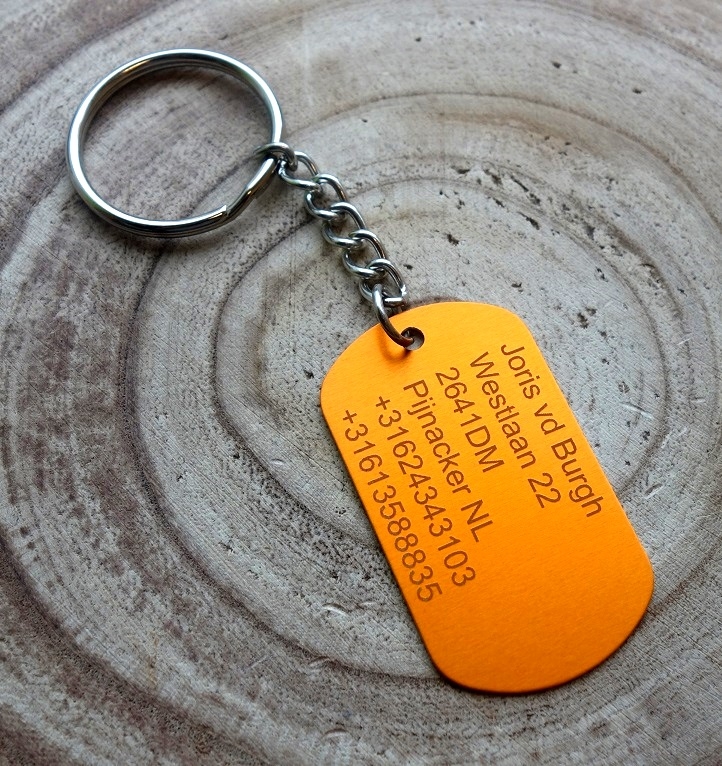 Joris vd Burgh
Westlaan 22
2641DM
Pijnacker NL
+31624343103
+31613588835